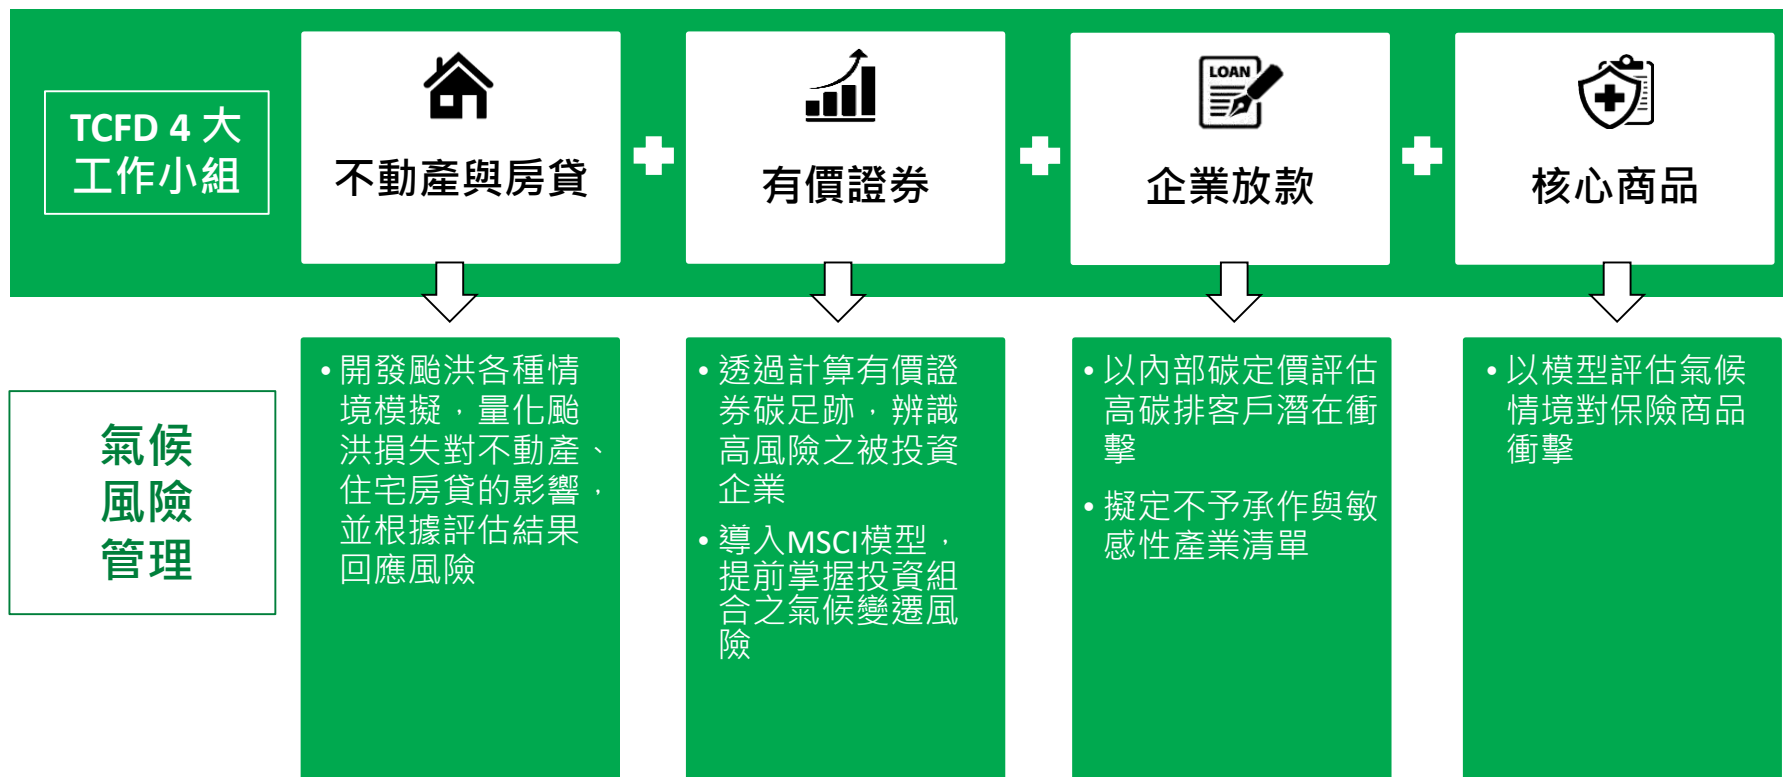 TCFD 4 大
工作小組
不動產與房貸
有價證券
LOAN
企業放款
核心商品
氣候
風險
管理
• 開發颱洪各種情
境模擬，量化颱
洪損失對不動產、
住宅房貸的影響，
並根據評估結果
回應風險
• 透過計算有價證
券碳足跡，辨識
高風險之被投資
企業
• 導入MSCI模型，
提前掌握投資組
合之氣候變遷風
險
• 以內部碳定價評估
高碳排客戶潛在衝
擊
• 擬定不予承作與敏
感性產業清單
• 以模型評估氣候
情境對保險商品
衝擊